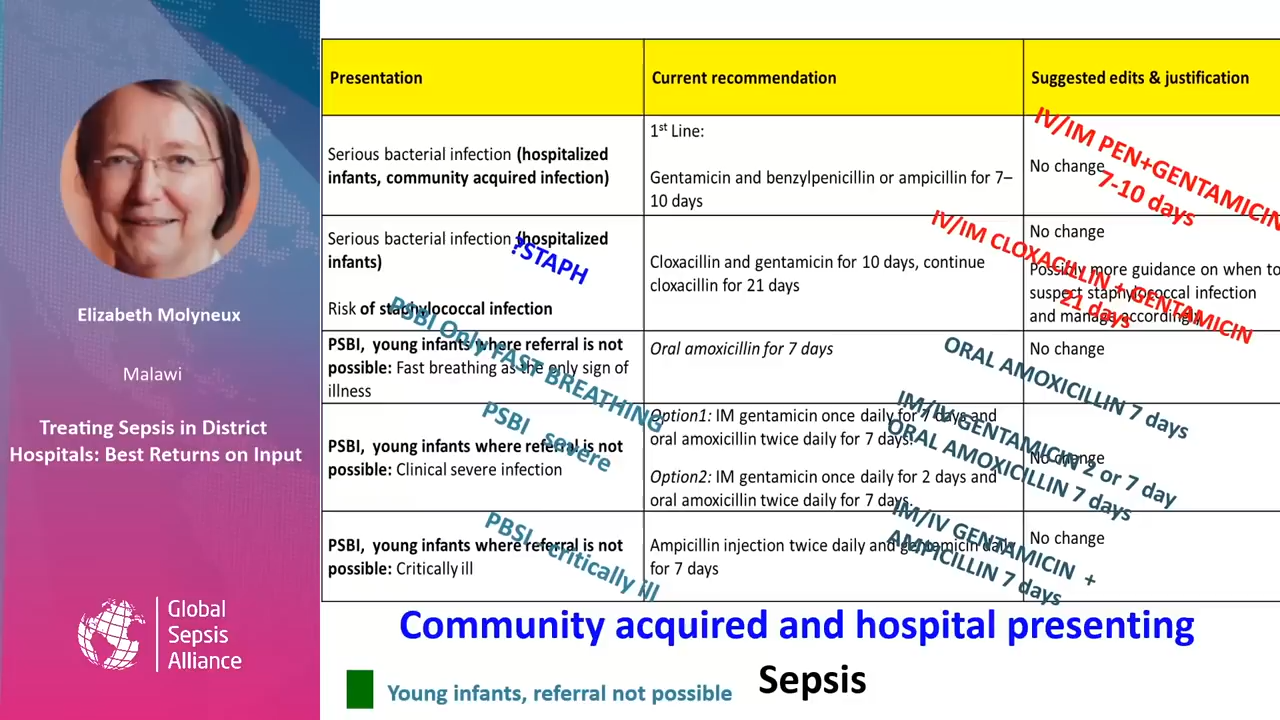 Elizabeth Molyneux
Malawi
Treating Sepsis in District
Hospitals: Best Returns on Input
Global
Sepsis
Alliance
Presentation
Current recommendation
Suggested edits & justification
Serious bacterial infection (hospitalized
infants, community acquired infection)
1st Line:
Gentamicin and benzylpenicillin or ampicillin for 7–
10 days
No change
IV/IM PEN+GENTAMICIN
7-10 days
Serious bacterial infection (hospitalized
infants)
Risk of staphylococcal infection
?STAPH
Cloxacillin and gentamicin for 10 days, continue
cloxacillin for 21 days
No change
Possibly more guidance on when to
suspect staphylococcal infection
and manage accordingly
IV/IM CLOXACILLIN + GENTAMICIN
21 days
PSBI, young infants where referral is not
possible: Fast breathing as the only sign of
illness
PSBI Only FAST BREATHING
Oral amoxicillin for 7 days
No change
ORAL AMOXICILLIN 7 days
PSBI, young infants where referral is not
possible: Clinical severe infection
PSBI severe
Option1: IM gentamicin once daily for 7 days and
oral amoxicillin twice daily for 7 days.
Option2: IM gentamicin once daily for 2 days and
oral amoxicillin twice daily for 7 days.
No change
IM/IV GENTAMICIN 2 or 7 day
ORAL AMOXICILLIN 7 days
PSBI, young infants where referral is not
possible: Critically ill
PBSI critically ill
Ampicillin injection twice daily and gentamicin daily
for 7 days
No change
IM/IV GENTAMICIN +
AMPICILLIN 7 days
Community acquired and hospital presenting
Sepsis
Young infants, referral not possible